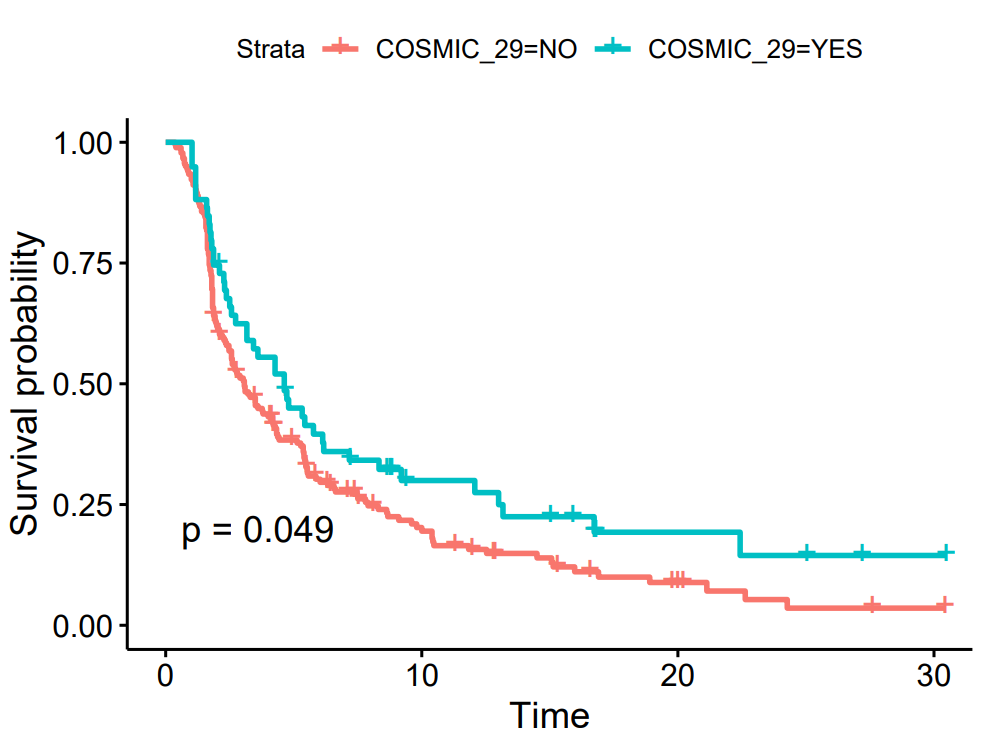 Strata COSMIC_29=NO COSMIC_29=YES
1.00
0.75
0.50
0.25
0.00
Survival probability
p = 0.049
0 10 20 30
Time